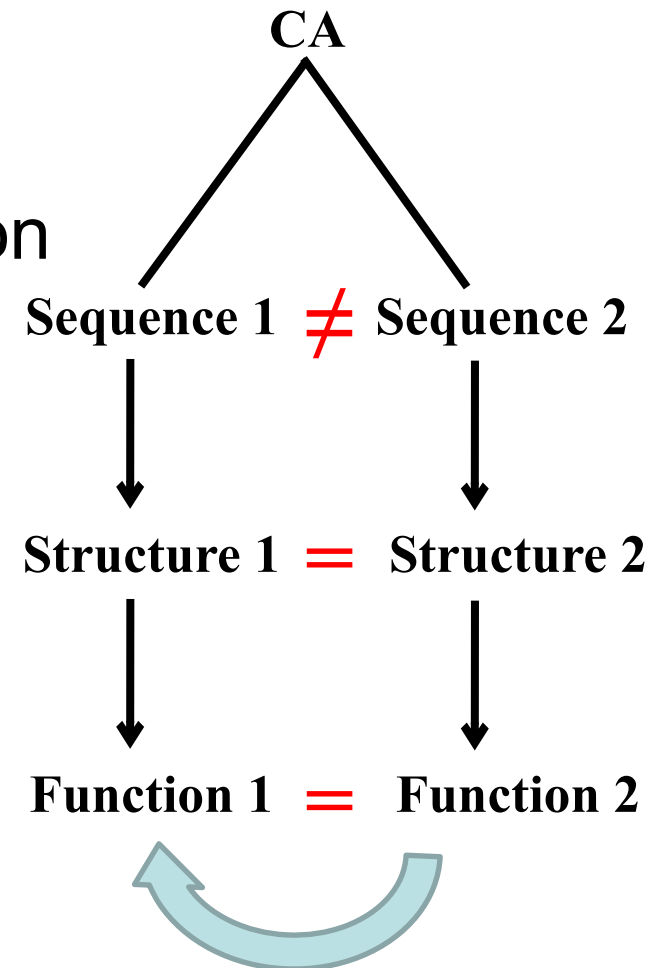 CA
on
Sequence 1 ≠ Sequence 2
Structure 1 = Structure 2
Function 1 = Function 2